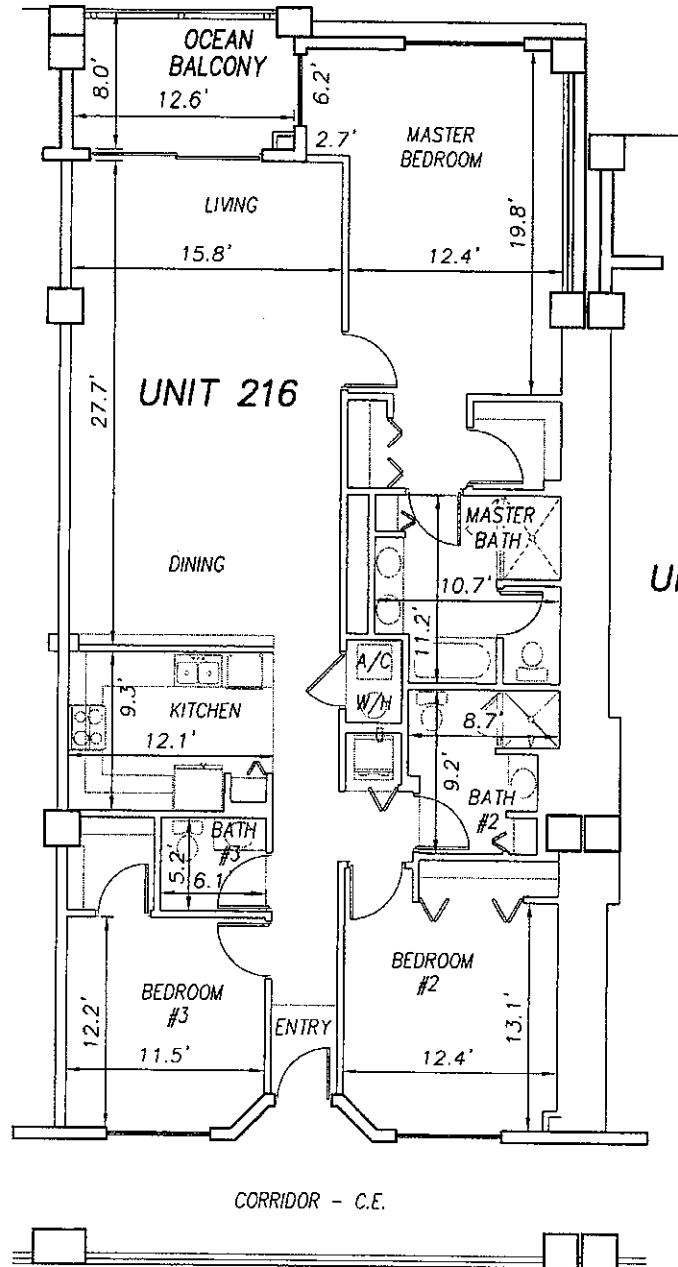 OCEAN
BALCONY
8.0'
12.6'
6.2'
2.7'
MASTER
BEDROOM
LIVING
15.8'
12.4'
19.8'
27.7'
UNIT 216
DINING
MASTER
BATH
10.7'
11.2'
A/C
W/H
KITCHEN
9.3'
12.1'
8.7'
9.2'
BATH
#2
BATH
#3
5.2'
6.1'
BEDROOM
#3
12.2'
11.5'
ENTRY
BEDROOM
#2
13.1'
12.4'
CORRIDOR - C.E.